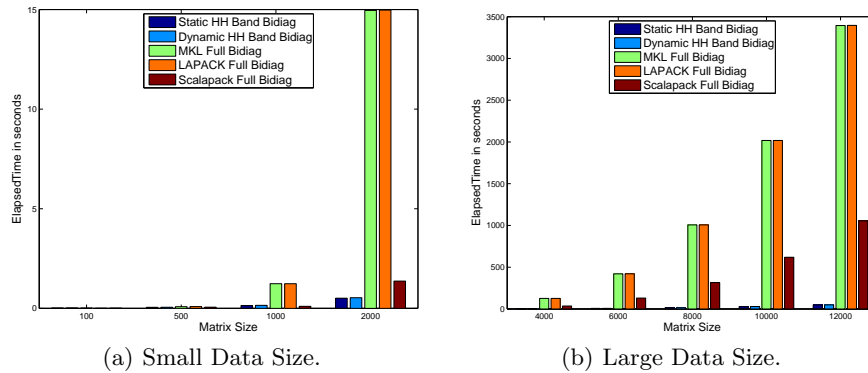 15
10
5
0
ElapsedTime in seconds
Static HH Band Bidiag
Dynamic HH Band Bidiag
MKL Full Bidiag
LAPACK Full Bidiag
Scalapack Full Bidiag
100 500 1000 2000
Matrix Size
(a) Small Data Size.
3500
3000
2500
2000
1500
1000
500
0
ElapsedTime in seconds
Static HH Band Bidiag
Dynamic HH Band Bidiag
MKL Full Bidiag
LAPACK Full Bidiag
Scalapack Full Bidiag
4000 6000 8000 10000 12000
Matrix Size
(b) Large Data Size.